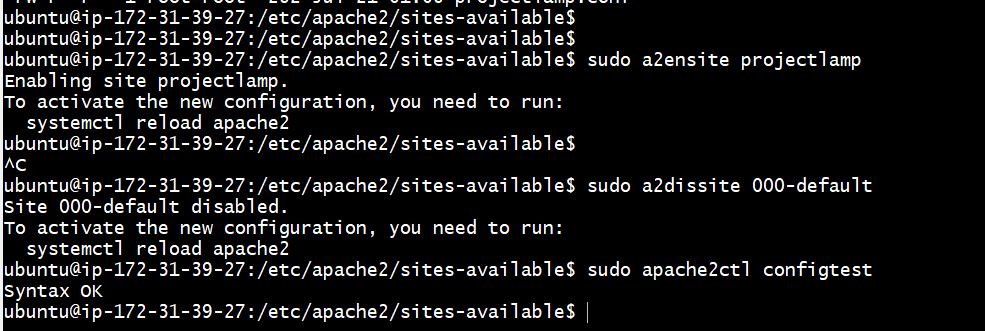 ubuntu@ip-172-31-39-27:/etc/apache2/sites-available$
ubuntu@ip-172-31-39-27:/etc/apache2/sites-available$
ubuntu@ip-172-31-39-27:/etc/apache2/sites-available$ sudo a2ensite projectlamp
Enabling site projectlamp.
To activate the new configuration, you need to run:
  systemctl reload apache2
ubuntu@ip-172-31-39-27:/etc/apache2/sites-available$
^C
ubuntu@ip-172-31-39-27:/etc/apache2/sites-available$ sudo a2dissite 000-default
Site 000-default disabled.
To activate the new configuration, you need to run:
  systemctl reload apache2
ubuntu@ip-172-31-39-27:/etc/apache2/sites-available$ sudo apache2ctl configtest
Syntax OK
ubuntu@ip-172-31-39-27:/etc/apache2/sites-available$